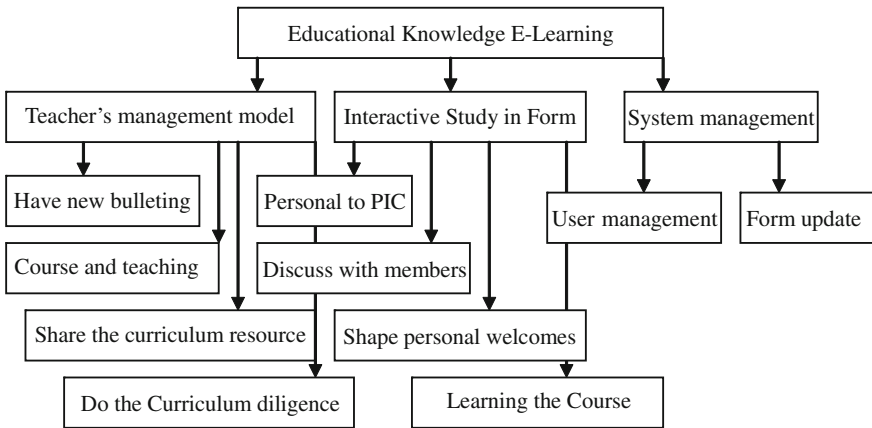 Educational Knowledge E-Learning
Teacher's management model
Interactive Study in Form
System management
Have new bulleting
Personal to PIC
User management
Form update
Course and teaching
Discuss with members
Share the curriculum resource
Shape personal welcomes
Do the Curriculum diligence
Learning the Course